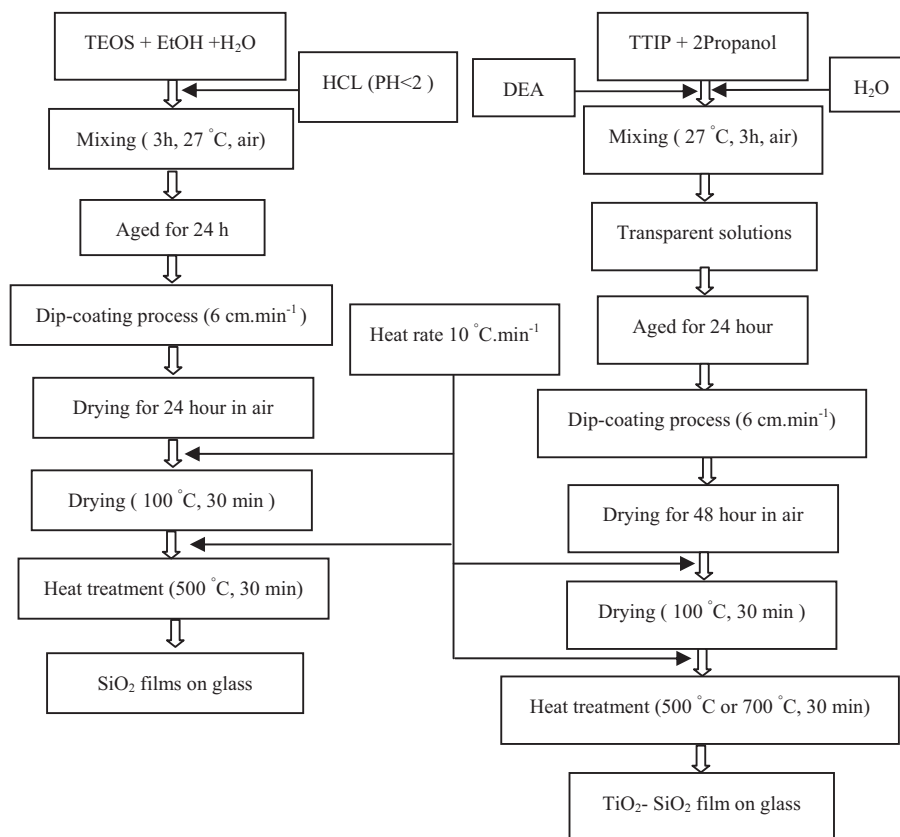 TEOS + EtOH +H₂O
HCL (PH<2 )
Mixing ( 3h, 27 °C, air)
Aged for 24 h
Dip-coating process (6 cm.min⁻¹ )
Drying for 24 hour in air
Drying ( 100 °C, 30 min )
Heat treatment (500 °C, 30 min)
SiO₂ films on glass
Heat rate 10 °C.min⁻¹
TTIP + 2Propanol
DEA
H₂O
Mixing (27 °C, 3h, air)
Transparent solutions
Aged for 24 hour
Dip-coating process (6 cm.min⁻¹)
Drying for 48 hour in air
Drying ( 100 °C, 30 min )
Heat treatment (500 °C or 700 °C, 30 min)
TiO₂- SiO₂ film on glass